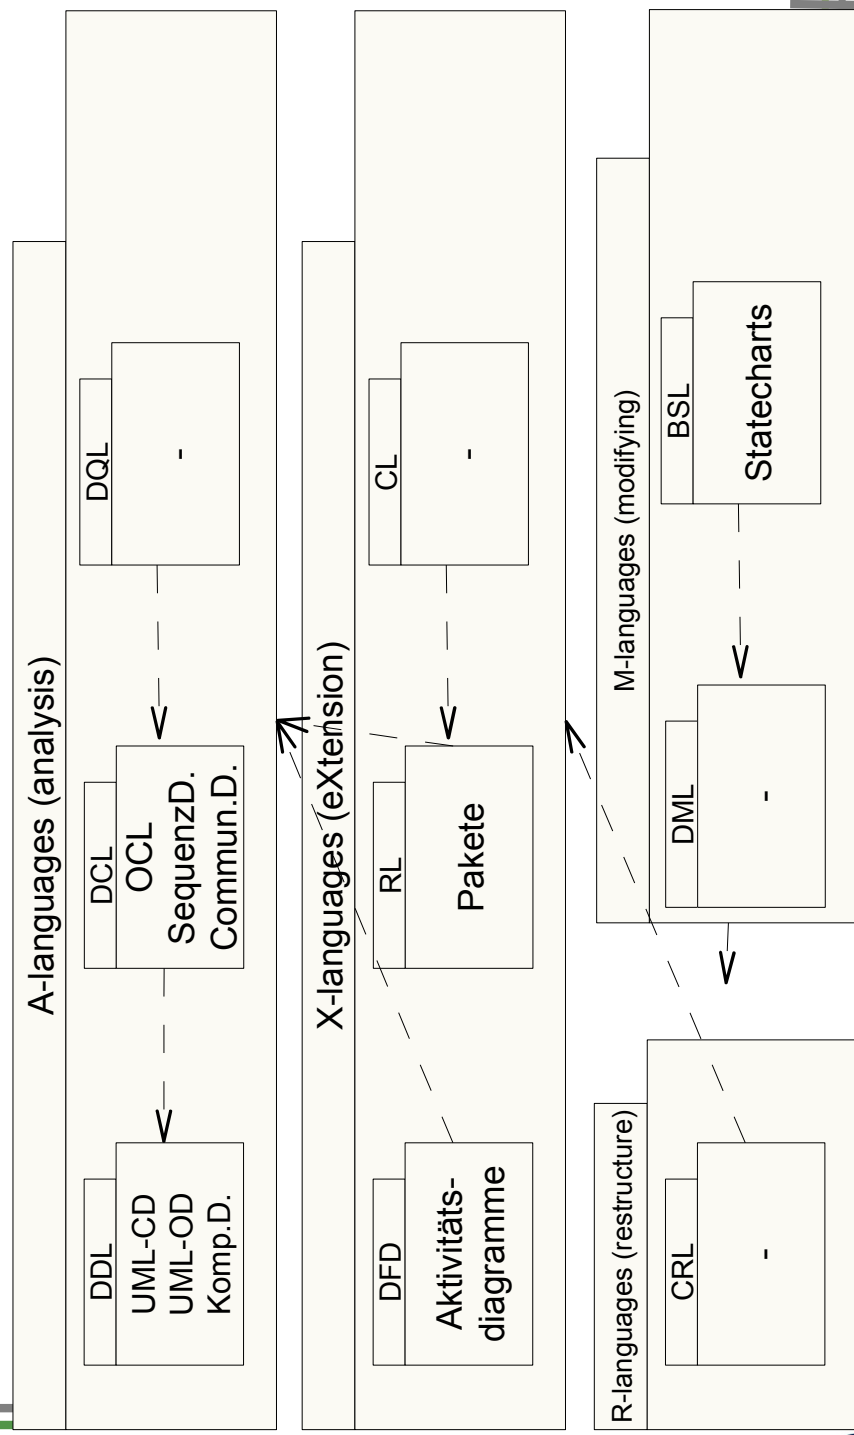 A-languages (analysis)
DDL
UML-CD
UML-OD
Komp.D.
DCL
OCL
SequenzD.
Commun.D.
DQL
-
X-languages (eXtension)
DFD
Aktivitäts-
diagramme
RL
Pakete
CL
-
R-languages (restructure)
CRL
-
M-languages (modifying)
DML
-
BSL
Statecharts